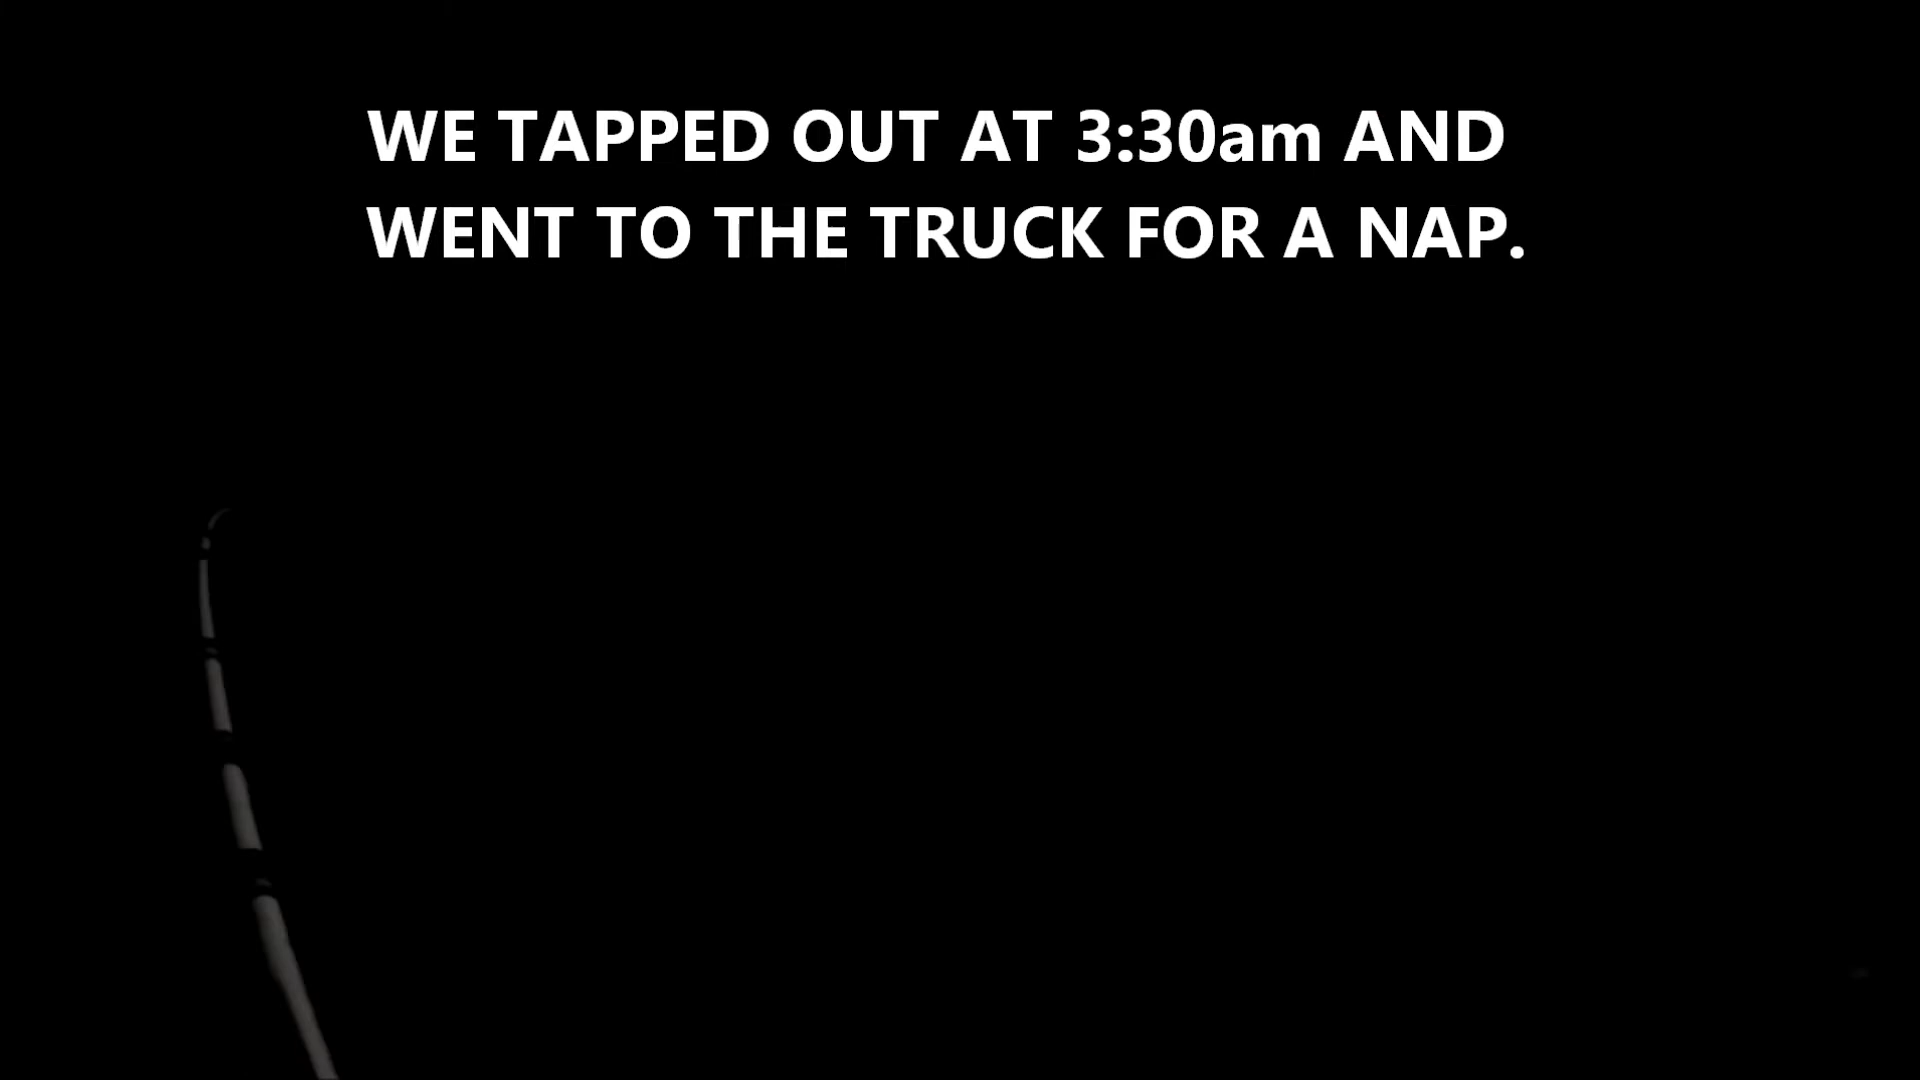 WE TAPPED OUT AT 3:30am AND
WENT TO THE TRUCK FOR A NAP.